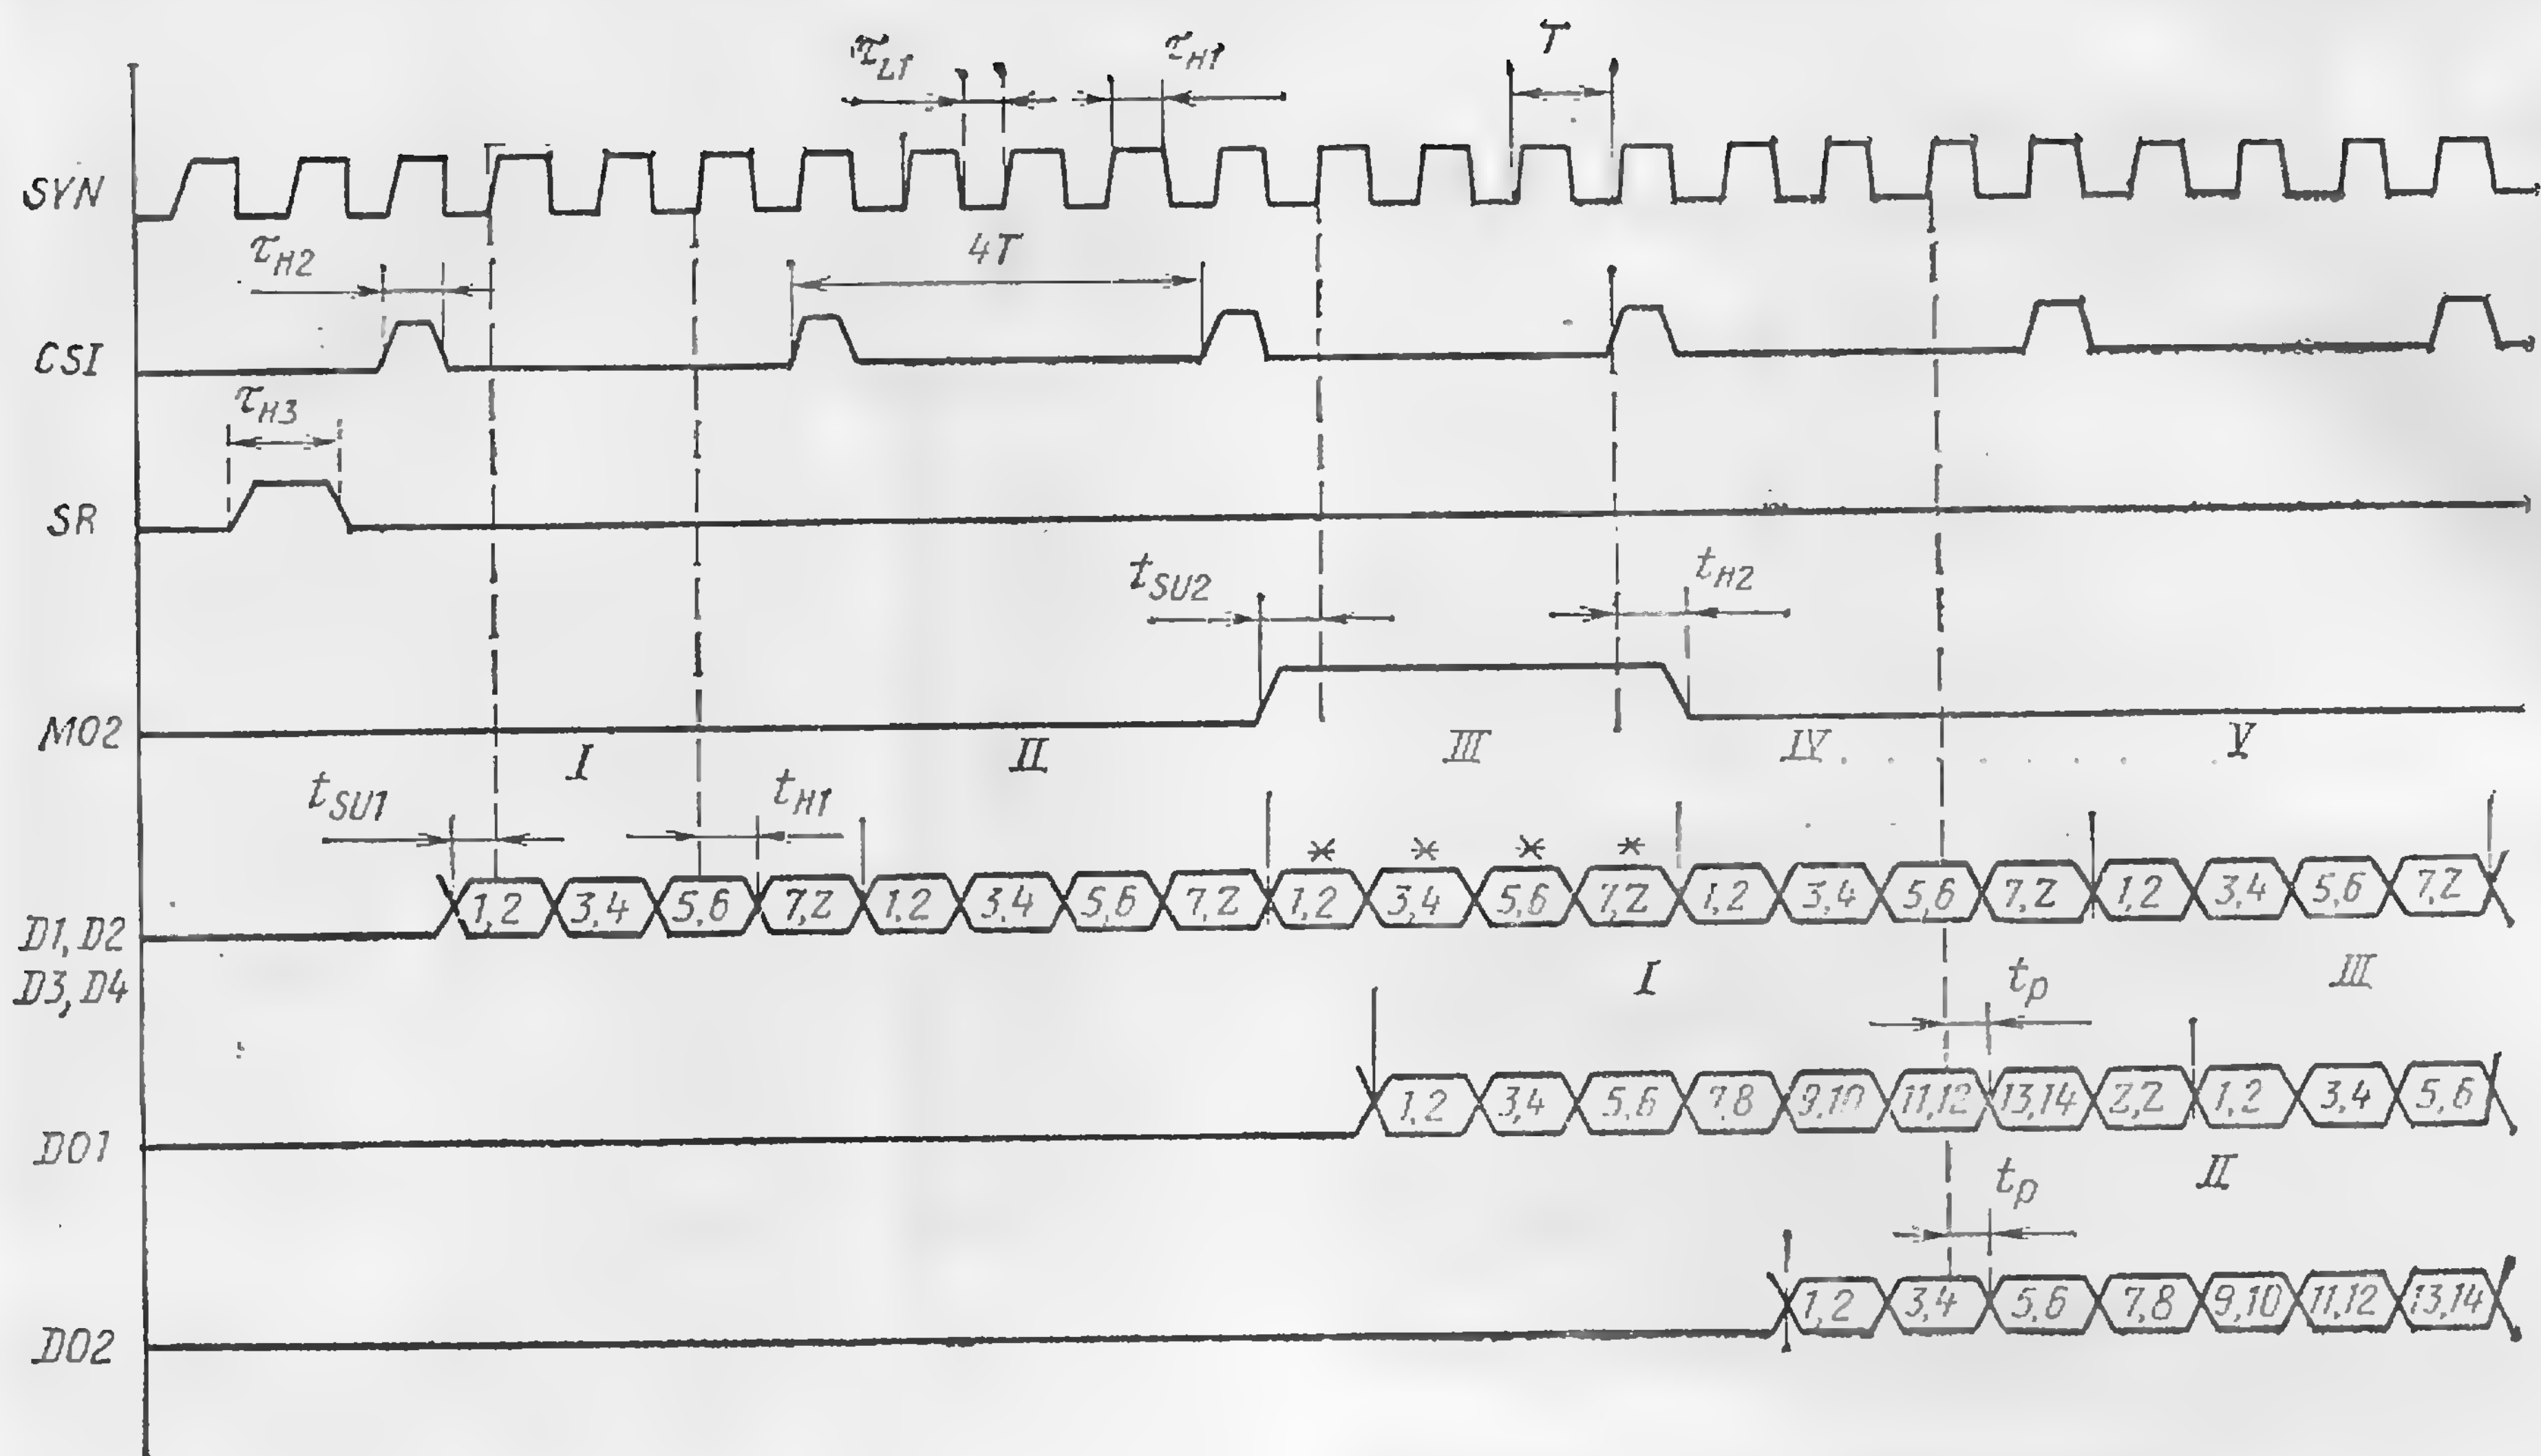 τL1 τH1 T
SYN
τH2 4T
CSI
τH3
SR
tSU2 tH2
M02
I II III IV V
tSU1 tH1
* * * *
1,2 3,4 5,6 7,Z 1,2 3,4 5,6 7,Z 1,2 3,4 5,6 7,Z 1,2 3,4 5,6 7,Z 1,2 3,4 5,6 7,Z
D1,D2
D3,D4
I tp III
1,2 3,4 5,6 7,8 9,10 11,12 13,14 Z,Z 1,2 3,4 5,6
D01
tp II
1,2 3,4 5,6 7,8 9,10 11,12 13,14
D02